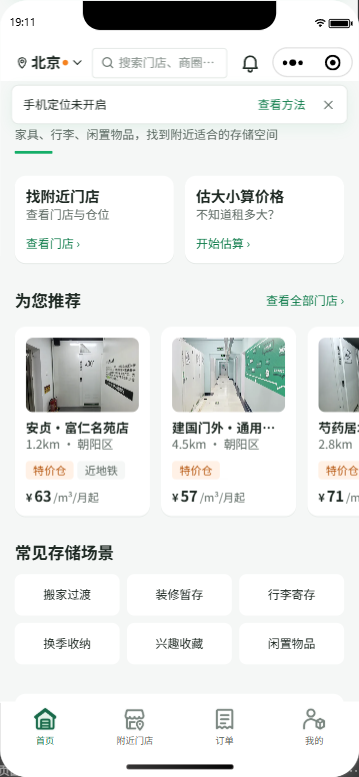 19:11
北京
搜索门店、商圈…
手机定位未开启
查看方法
家具、行李、闲置物品，找到附近适合的存储空间
找附近门店
查看门店与仓位
查看门店 ›
估大小算价格
不知道租多大？
开始估算 ›
为您推荐
查看全部门店 ›
安贞·富仁名苑店
1.2km · 朝阳区
特价仓 近地铁
¥63/m³/月起
建国门外·通用…
4.5km · 朝阳区
特价仓
¥57/m³/月起
芍药居
2.8km
特价仓
¥71/m
常见存储场景
搬家过渡
装修暂存
行李寄存
换季收纳
兴趣收藏
闲置物品
首页
附近门店
订单
我的